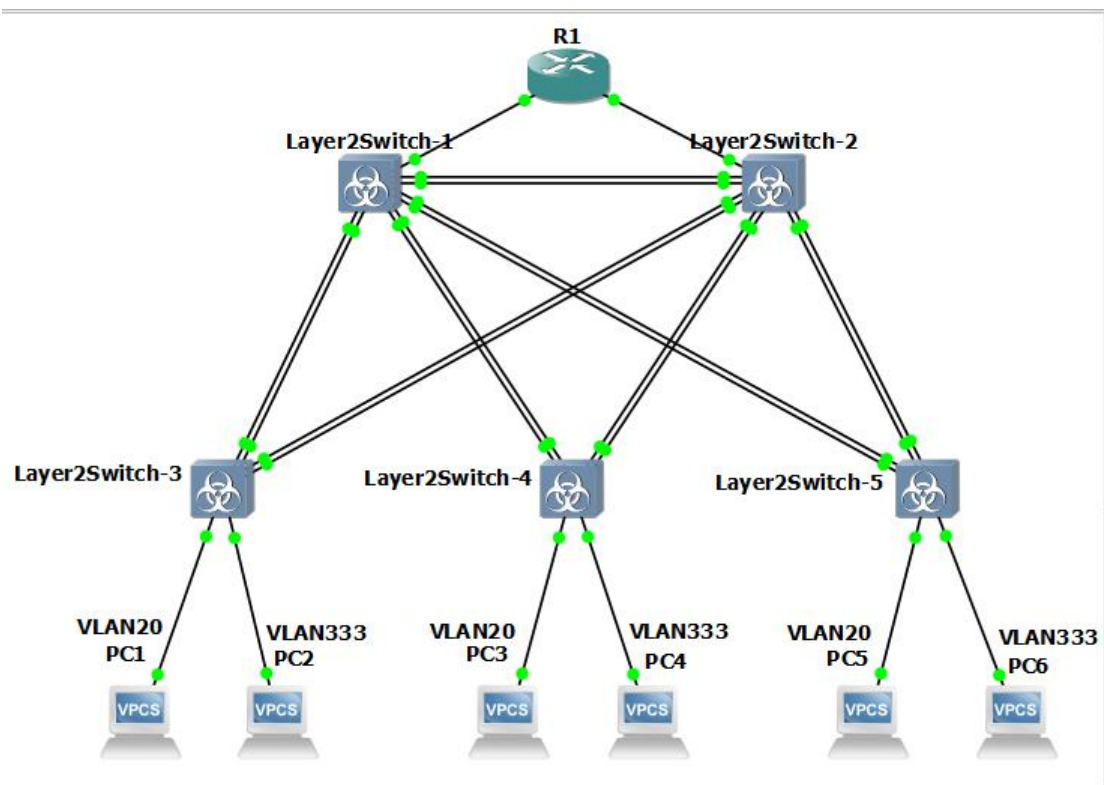 R1
Layer2Switch-1
Layer2Switch-2
Layer2Switch-3
Layer2Switch-4
Layer2Switch-5
VLAN20
PC1
VLAN333
PC2
VLAN20
PC3
VLAN333
PC4
VLAN20
PC5
VLAN333
PC6
VPCS
VPCS
VPCS
VPCS
VPCS
VPCS